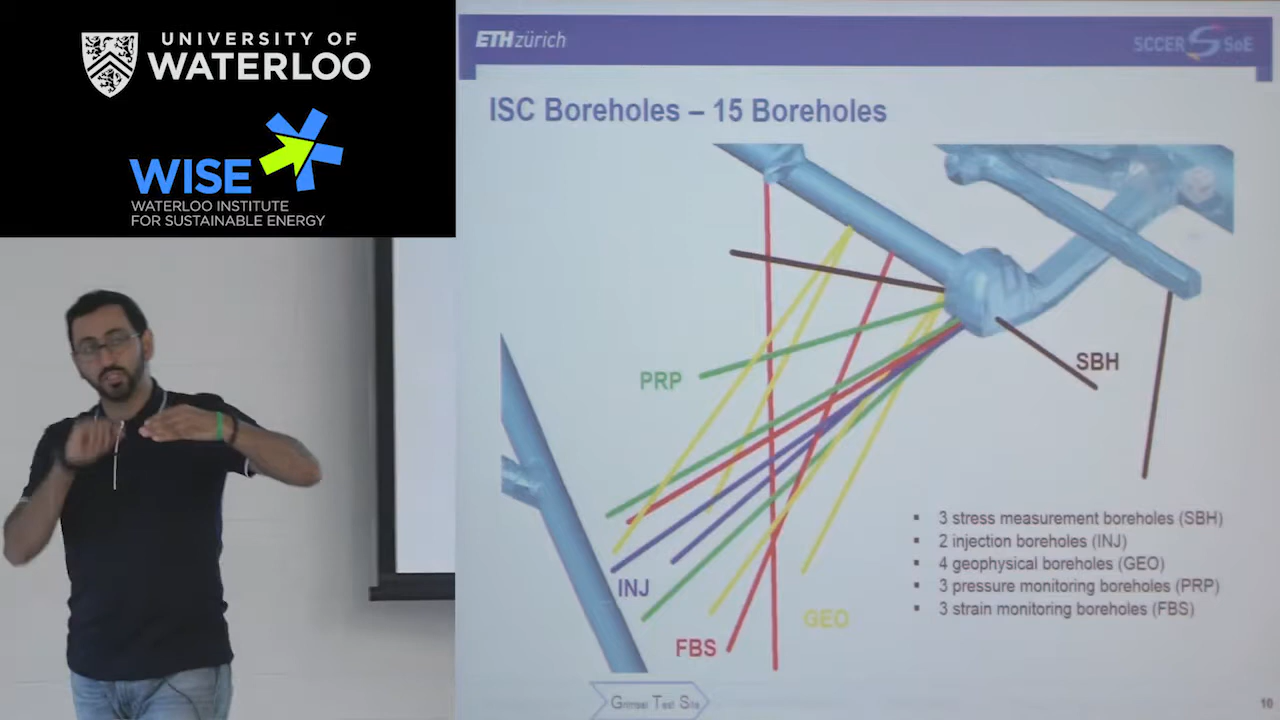 UNIVERSITY OF
WATERLOO
WISE
WATERLOO INSTITUTE
FOR SUSTAINABLE ENERGY
ETH zürich
SCCER SoE
ISC Boreholes – 15 Boreholes
PRP
SBH
INJ
FBS
GEO
▪ 3 stress measurement boreholes (SBH)
▪ 2 injection boreholes (INJ)
▪ 4 geophysical boreholes (GEO)
▪ 3 pressure monitoring boreholes (PRP)
▪ 3 strain monitoring boreholes (FBS)
Grimsel Test Site
10